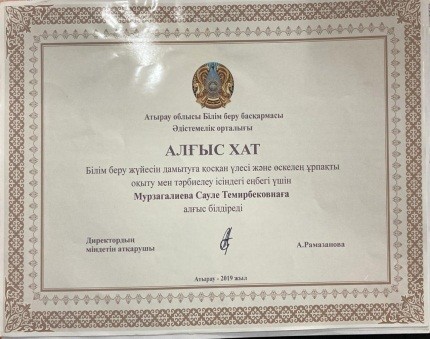 Атырау облысы Білім беру басқармасы
Әдістемелік орталығы
АЛҒЫС ХАТ
Білім беру жүйесін дамытуға қосқан үлесі және өскелең ұрпақты
оқыту мен тәрбиелеу ісіндегі еңбегі үшін
Мурзагалиева Сауле Темирбековнаға
алғыс білдіреді
Директордың
міндетін атқарушы
А.Рамазанова
Атырау - 2019 жыл